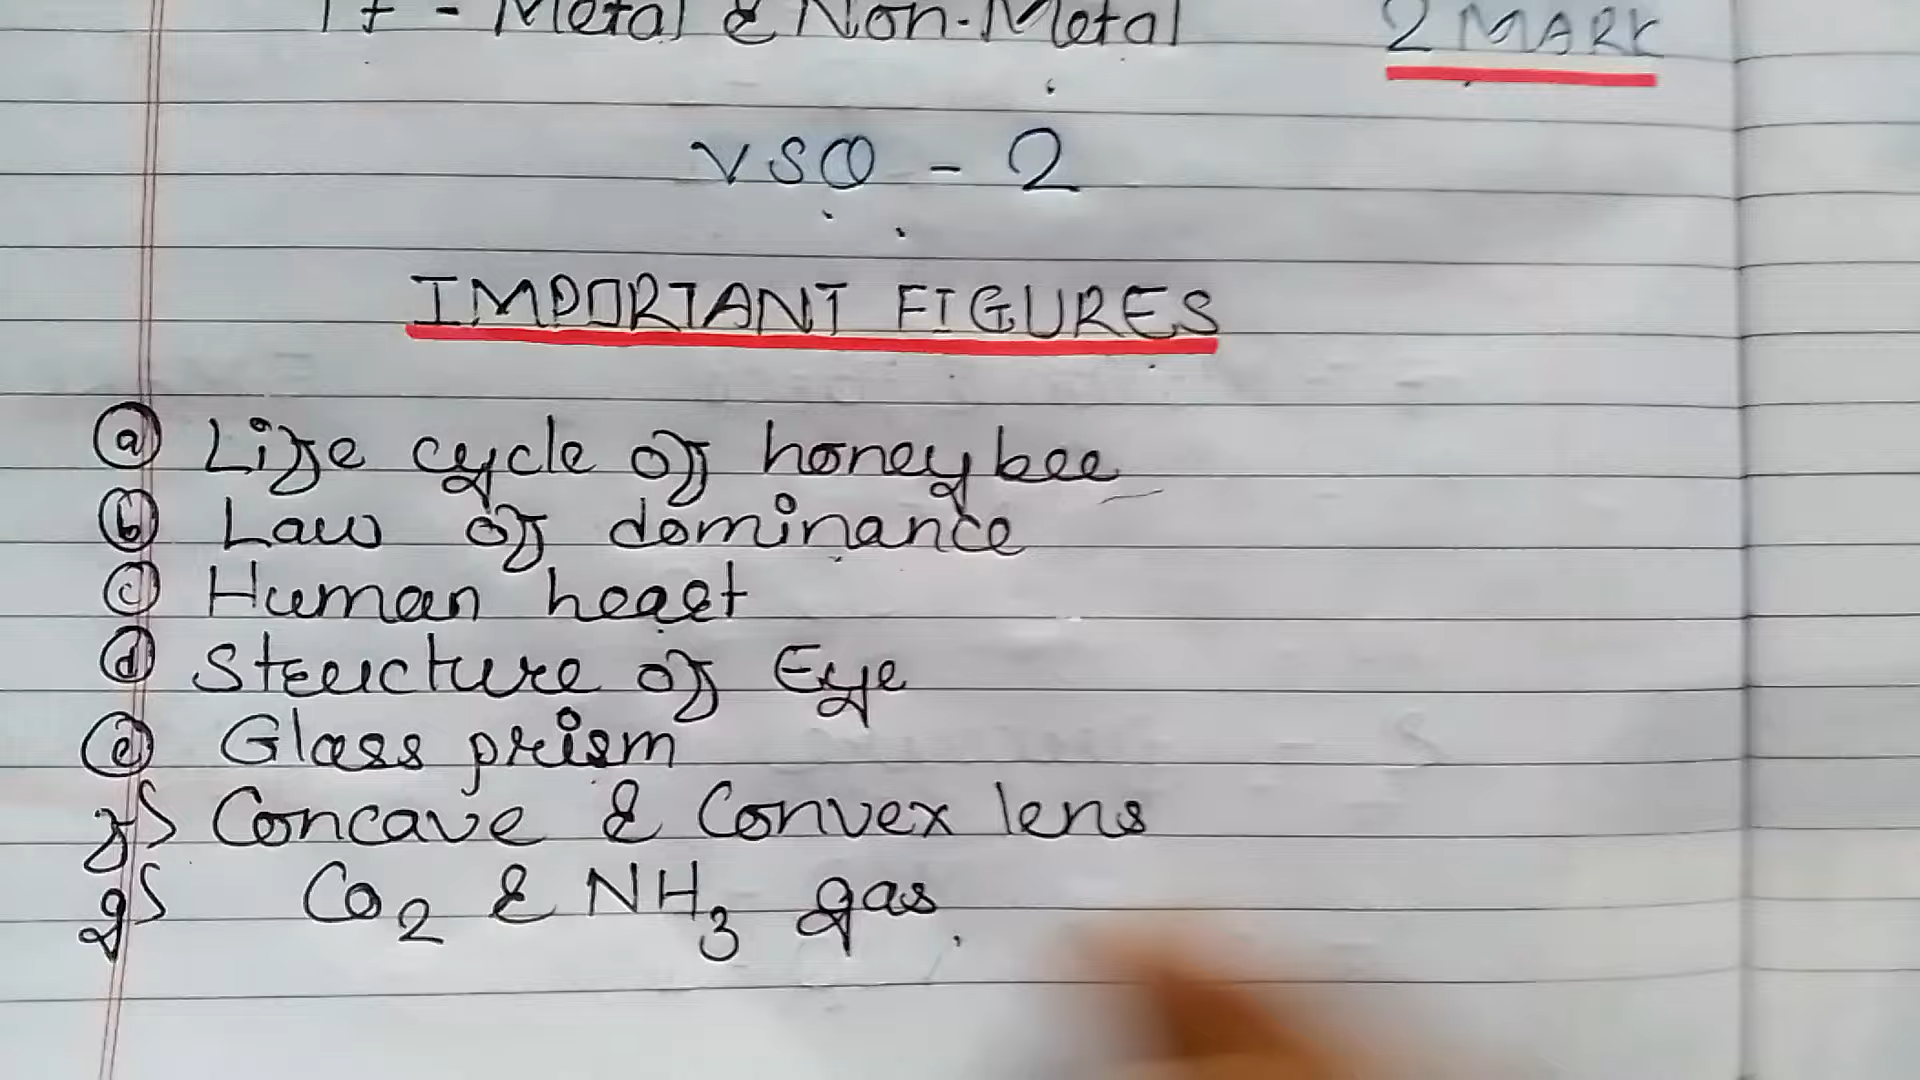 - Metal & Non-Metal 2 MARK
VSQ - 2
IMPORTANT FIGURES
a Life cycle of honeybee
b Law of dominance
c Human heart
d Structure of Eye
e Glass prism
f) Concave & Convex lens
g) Co2 & NH3 gas.